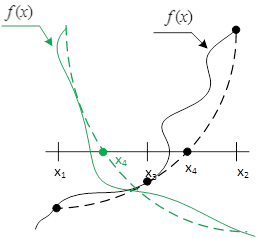 f(x)
f(x)
x₄
x₁ x₃ x₄ x₂